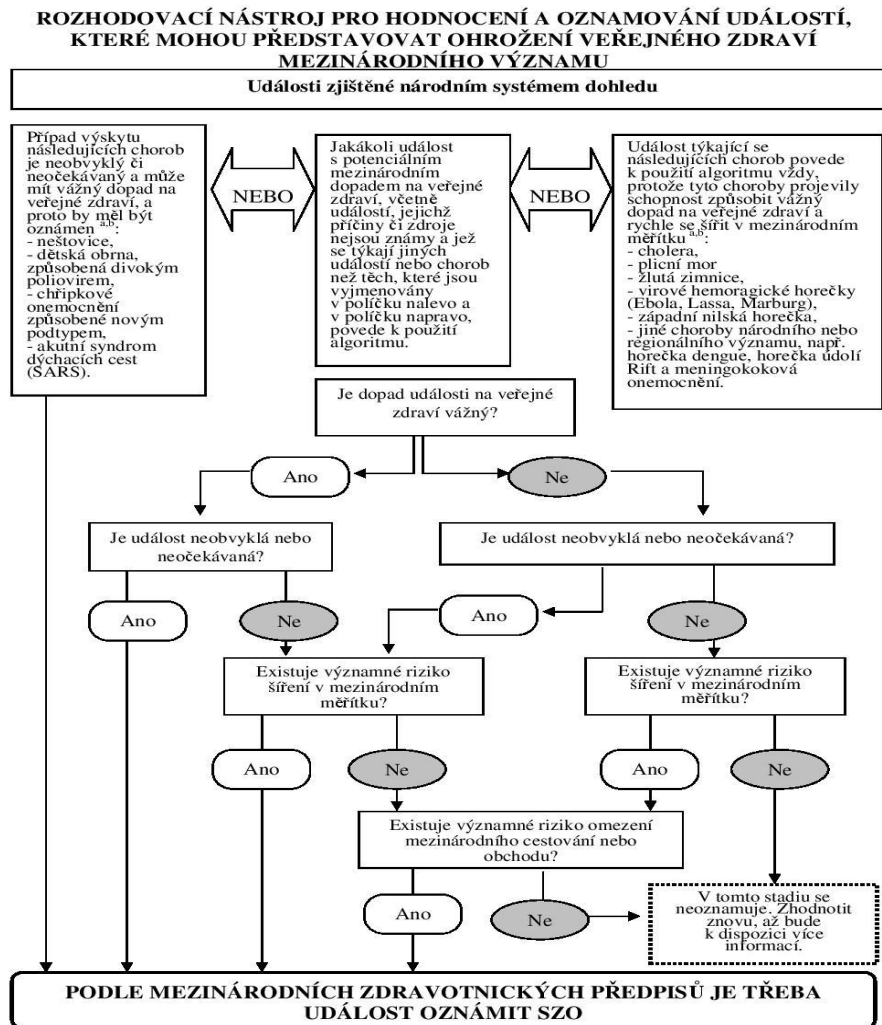 ROZHODOVACÍ NÁSTROJ PRO HODNOCENÍ A OZNAMOVÁNÍ UDÁLOSTÍ,
KTERÉ MOHOU PŘEDSTAVOVAT OHROŽENÍ VEŘEJNÉHO ZDRAVÍ
MEZINÁRODNÍHO VÝZNAMU
Události zjištěné národním systémem dohledu
Případ výskytu
následujících chorob
je neobvyklý či
neočekávaný a může
mít vážný dopad na
veřejné zdraví, a
proto by měl být
oznámen a,b:
- neštovice,
- dětská obrna,
způsobená divokým
poliovirem,
- chřipkové
onemocnění
způsobené novým
podtypem,
- akutní syndrom
dýchacích cest
(SARS).
NEBO
Jakákoli událost
s potenciálním
mezinárodním
dopadem na veřejné
zdraví, včetně
událostí, jejichž
příčiny či zdroje
nejsou známy a jež
se týkají jiných
událostí nebo chorob
než těch, které jsou
vyjmenovány
v políčku nalevo a
v políčku napravo,
povede k použití
algoritmu.
NEBO
Událost týkající se
následujících chorob povede
k použití algoritmu vždy,
protože tyto choroby projevily
schopnost způsobit vážný
dopad na veřejné zdraví a
rychle se šířit v mezinárodním
měřítku a,b:
- cholera,
- plicní mor
- žlutá zimnice,
- virové hemoragické horečky
(Ebola, Lassa, Marburg),
- západní nilská horečka,
- jiné choroby národního nebo
regionálního významu, např.
horečka dengue, horečka údolí
Rift a meningokoková
onemocnění.
Je dopad události na veřejné
zdraví vážný?
Ano
Ne
Je událost neobvyklá nebo
neočekávaná?
Je událost neobvyklá nebo neočekávaná?
Ano
Ne
Ano
Ne
Existuje významné riziko
šíření v mezinárodním
měřítku?
Existuje významné riziko
šíření v mezinárodním
měřítku?
Ano
Ne
Ano
Ne
Existuje významné riziko omezení
mezinárodního cestování nebo
obchodu?
Ano
Ne
V tomto stadiu se
neoznamuje. Zhodnotit
znovu, až bude
k dispozici více
informací.
PODLE MEZINÁRODNÍCH ZDRAVOTNICKÝCH PŘEDPISŮ JE TŘEBA
UDÁLOST OZNÁMIT SZO